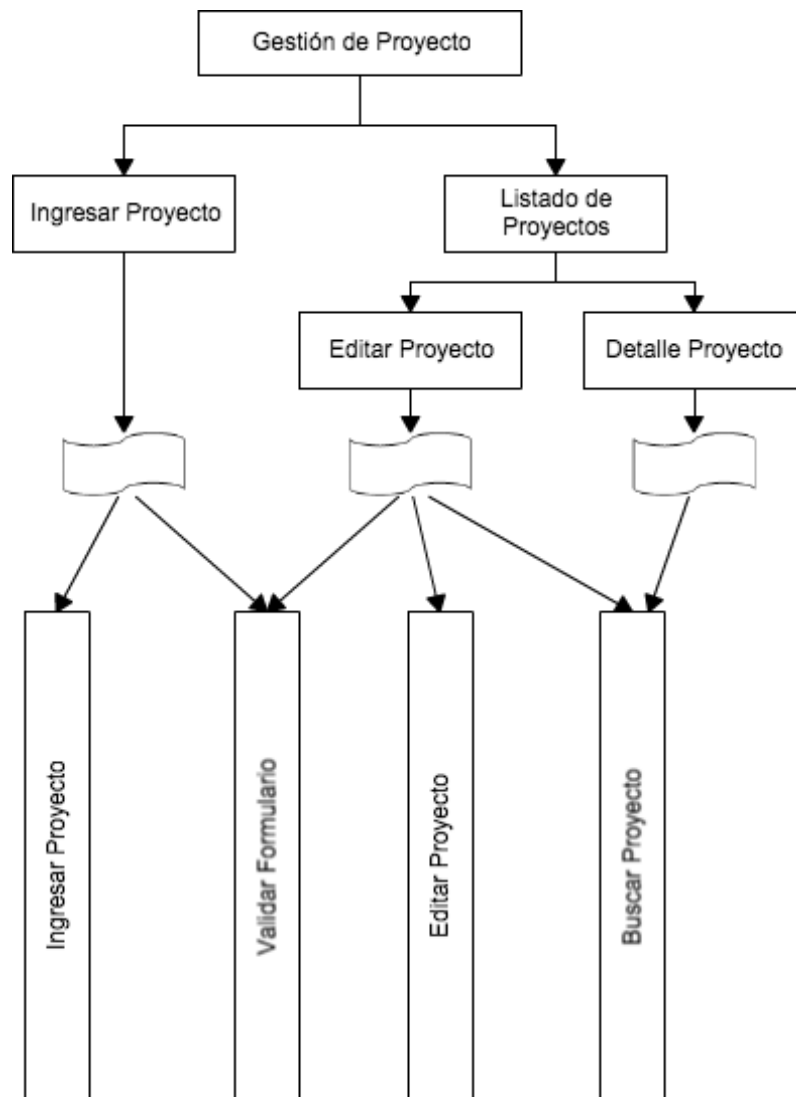 Gestión de Proyecto
Ingresar Proyecto
Listado de
Proyectos
Editar Proyecto
Detalle Proyecto
Ingresar Proyecto
Validar Formulario
Editar Proyecto
Buscar Proyecto